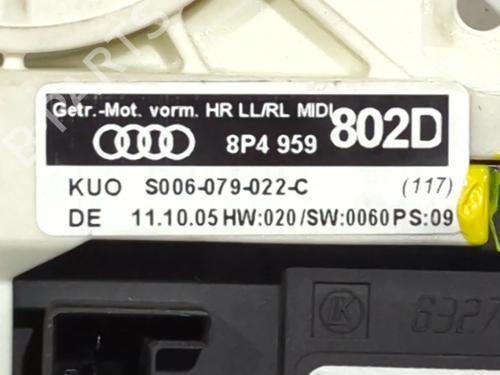 Getr.-Mot. vorm. HR LL/RL MIDI
8P4 959 802D
KUO S006-079-022-C (117)
DE 11.10.05 HW:020/SW:0060 PS:09
6327